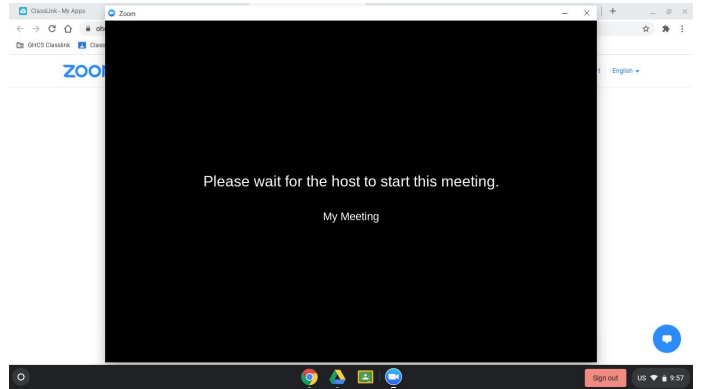 ClassLink - My Apps
Zoom
GHCS Classlink
Class
ZOO
English
Please wait for the host to start this meeting.
My Meeting
Sign out
US
9:57